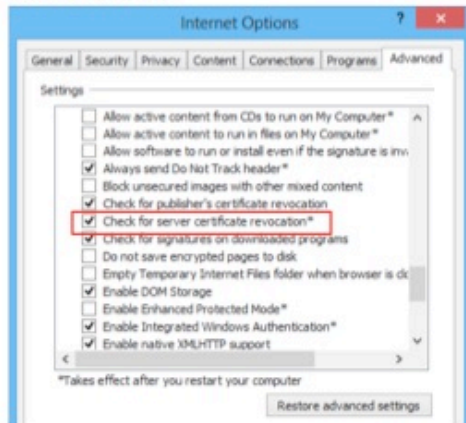 Internet Options
?
General Security Privacy Content Connections Programs Advanced
Settings
Allow active content from CDs to run on My Computer*
Allow active content to run in files on My Computer*
Allow software to run or install even if the signature is
Always send Do Not Track header*
Block unsecured images with other mixed content
Check for publisher's certificate revocation
Check for server certificate revocation*
Check for signatures on downloaded programs
Do not save encrypted pages to disk
Empty Temporary Internet Files folder when browser is
Enable DOM Storage
Enable Enhanced Protected Mode*
Enable Integrated Windows Authentication*
Enable native XMLHTTP support
*Takes effect after you restart your computer
Restore advanced settings